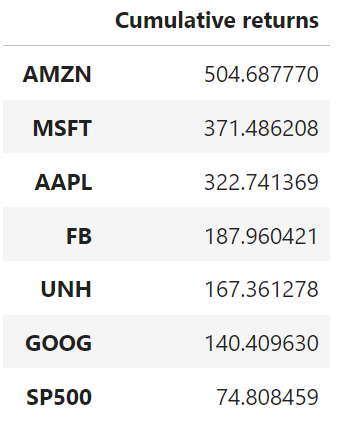 Cumulative returns
AMZN 504.687770
MSFT 371.486208
AAPL 322.741369
FB 187.960421
UNH 167.361278
GOOG 140.409630
SP500 74.808459